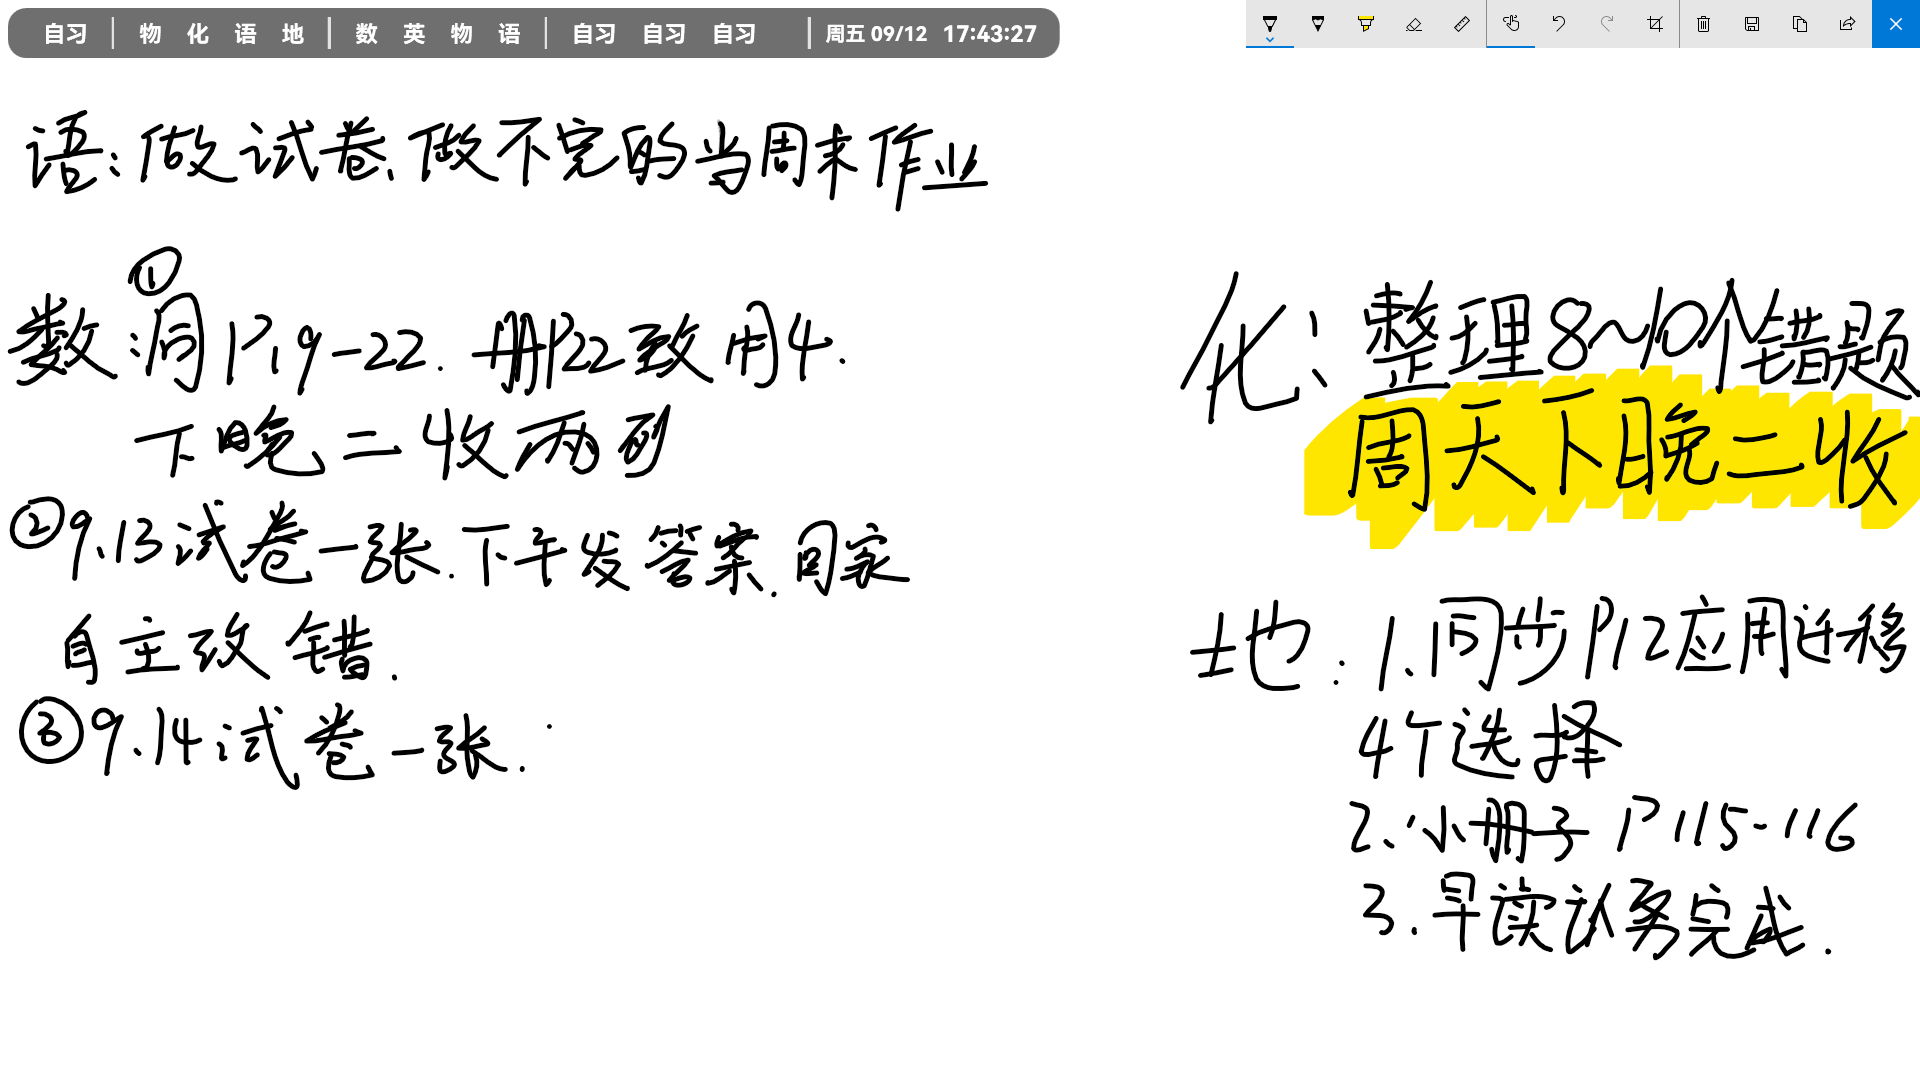 自习 | 物 化 语 地 | 数 英 物 语 | 自习 自习 自习 | 周五 09/12 17:43:27
语:做试卷、做不完的当周末作业
数:①同P19-22. 册P22致用4.
下晚二收两列
②9.13试卷一张.下午发答案.回家
自主改错.
③9.14试卷一张.
化:整理8~10个错题
周天下晚二收
地:1、同步P12应用迁移
4个选择
2、小册子P115-116
3.早读认务完成.